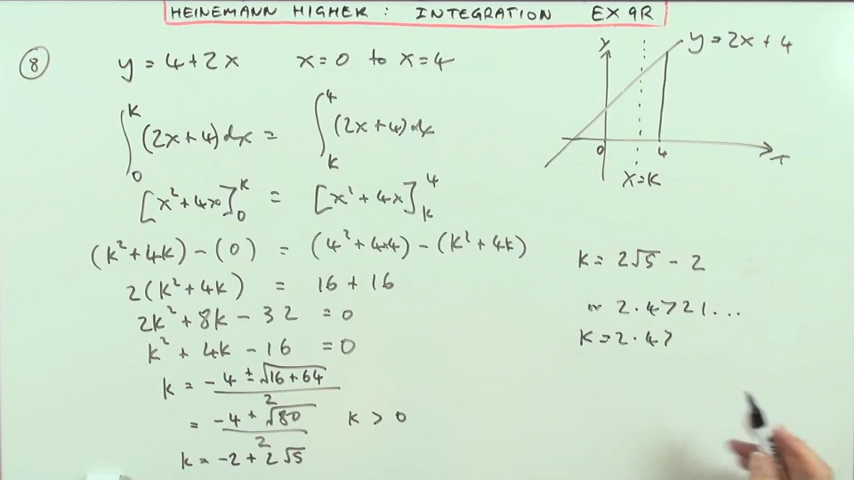 HEINEMANN HIGHER : INTEGRATION EX 9R
8
y = 4+2x x=0 to x=4
∫₀ᴷ (2x+4)dx = ∫ₖ⁴ (2x+4)dx
[x²+4x]₀ᴷ = [x²+4x]ₖ⁴
(k²+4k)-(0) = (4²+4.4)-(k²+4k)
2(k²+4k) = 16+16
2k²+8k-32 =0
k²+4k-16 =0
k = -4 ± √16+64 / 2
= -4 + √80 / 2 k > 0
k = -2+2√5
y
y=2x+4
0 4 x
x=k
k = 2√5 - 2
2.4721...
k=2.47